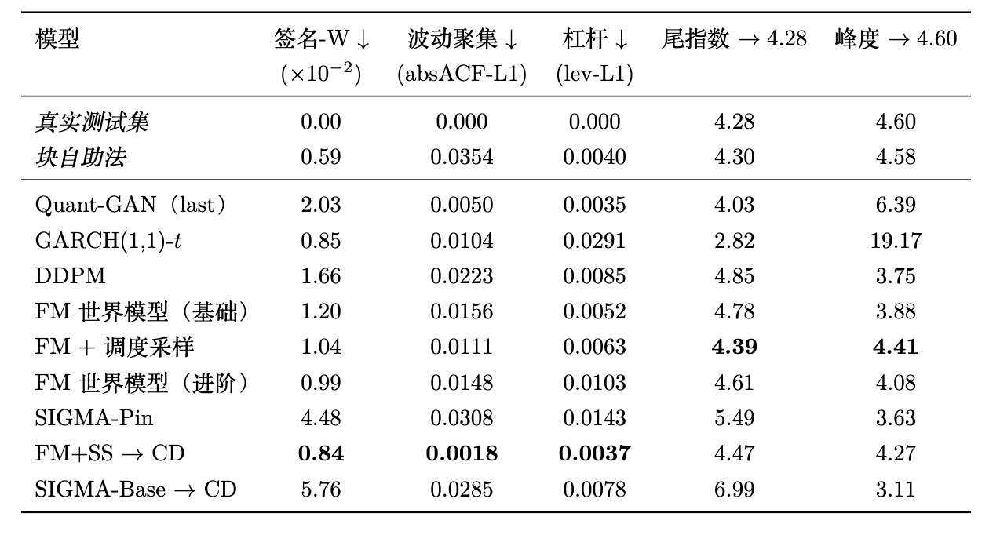 模型 签名-W ↓ 波动聚集 ↓ 杠杆 ↓ 尾指数 → 4.28 峰度 → 4.60
(×10⁻²) (absACF-L1) (lev-L1)
真实测试集 0.00 0.000 0.000 4.28 4.60
块自助法 0.59 0.0354 0.0040 4.30 4.58
Quant-GAN（last） 2.03 0.0050 0.0035 4.03 6.39
GARCH(1,1)-t 0.85 0.0104 0.0291 2.82 19.17
DDPM 1.66 0.0223 0.0085 4.85 3.75
FM 世界模型（基础） 1.20 0.0156 0.0052 4.78 3.88
FM + 调度采样 1.04 0.0111 0.0063 4.39 4.41
FM 世界模型（进阶） 0.99 0.0148 0.0103 4.61 4.08
SIGMA-Pin 4.48 0.0308 0.0143 5.49 3.63
FM+SS → CD 0.84 0.0018 0.0037 4.47 4.27
SIGMA-Base → CD 5.76 0.0285 0.0078 6.99 3.11